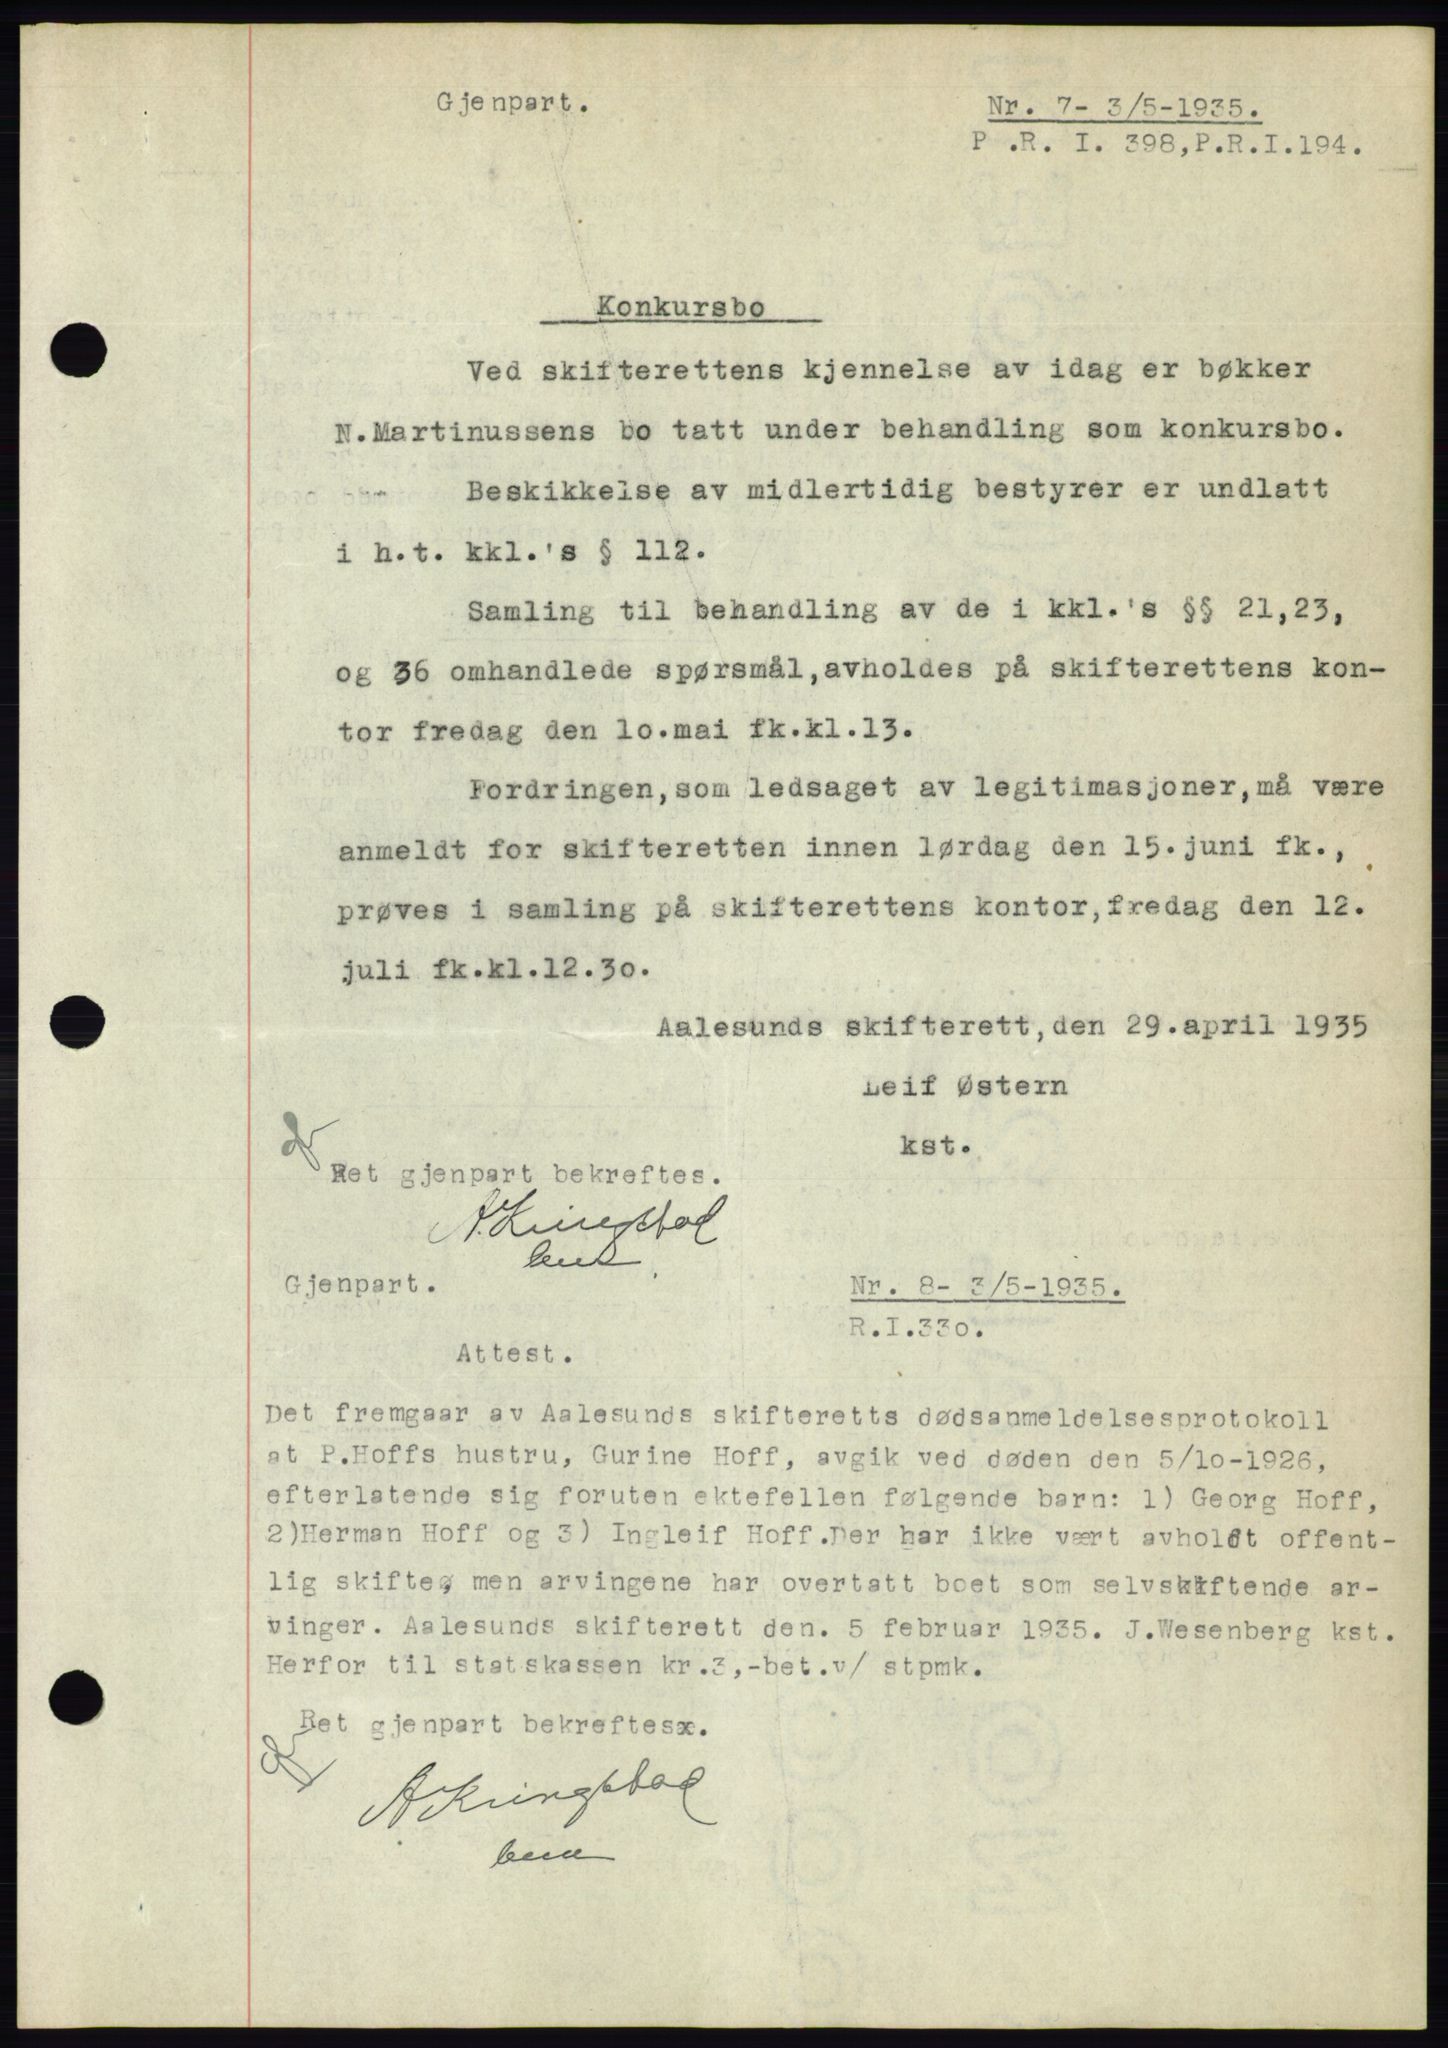 Gjenpart.
Nr. 7- 3/5-1935.
P .R. I. 398,P.R.I.194.
Konkursbo
Ved skifterettens kjennelse av idag er bøkker
N.Martinussens bo tatt under behandling som konkursbo.
Beskikkelse av midlertidig bestyrer er undlatt
i h.t. kkl.'s § 112.
Samling til behandling av de i kkl.'s §§ 21,23,
og 36 omhandlede spørsmål,avholdes på skifterettens kon-
tor fredag den 10.mai fk.kl.13.
Fordringen,som ledsaget av legitimasjoner,må være
anmeldt for skifteretten innen lørdag den 15.juni fk.,
prøves i samling på skifterettens kontor,fredag den 12.
juli fk.kl.12.30.
Aalesunds skifterett,den 29.april 1935
Leif Østern
kst.
Ret gjenpart bekreftes.
Gjenpart.
Nr. 8- 3/5-1935.
R.I.330.
Attest.
Det fremgaar av Aalesunds skifteretts dødsanmeldelsesprotokoll
at P.Hoffs hustru, Gurine Hoff, avgik ved døden den 5/10-1926,
efterlatende sig foruten ektefellen følgende barn: 1) Georg Hoff,
2)Herman Hoff og 3) Ingleif Hoff.Der har ikke vært avholdt offent-
lig skifte, men arvingene har overtatt boet som selvskiftende ar-
vinger. Aalesunds skifterett den. 5 februar 1935. J.Wesenberg kst.
Herfor til statskassen kr.3,-bet.v/ stpmk.
Ret gjenpart bekreftesx.